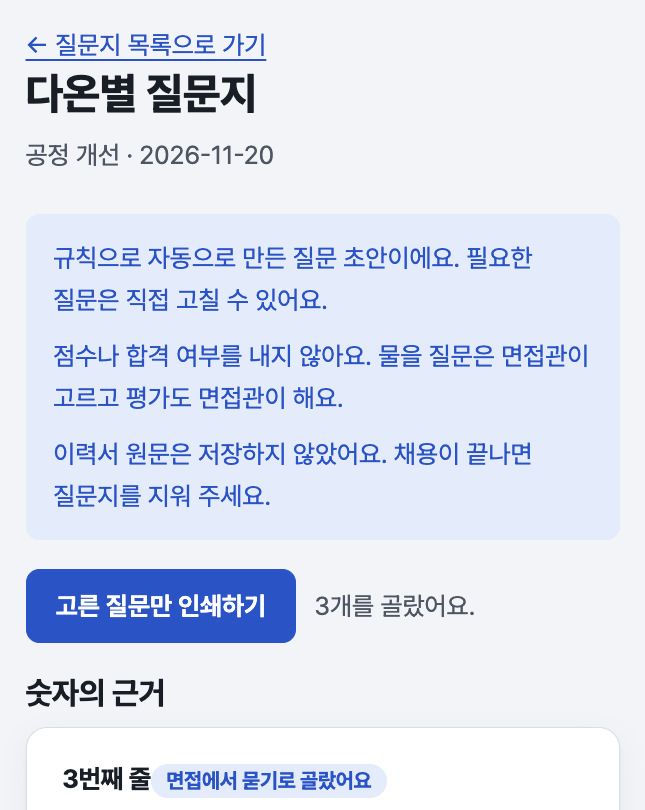 ← 질문지 목록으로 가기
다온별 질문지
공정 개선 · 2026-11-20
규칙으로 자동으로 만든 질문 초안이에요. 필요한
질문은 직접 고칠 수 있어요.
점수나 합격 여부를 내지 않아요. 물을 질문은 면접관이
고르고 평가도 면접관이 해요.
이력서 원문은 저장하지 않았어요. 채용이 끝나면
질문지를 지워 주세요.
고른 질문만 인쇄하기 3개를 골랐어요.
숫자의 근거
3번째 줄 면접에서 묻기로 골랐어요